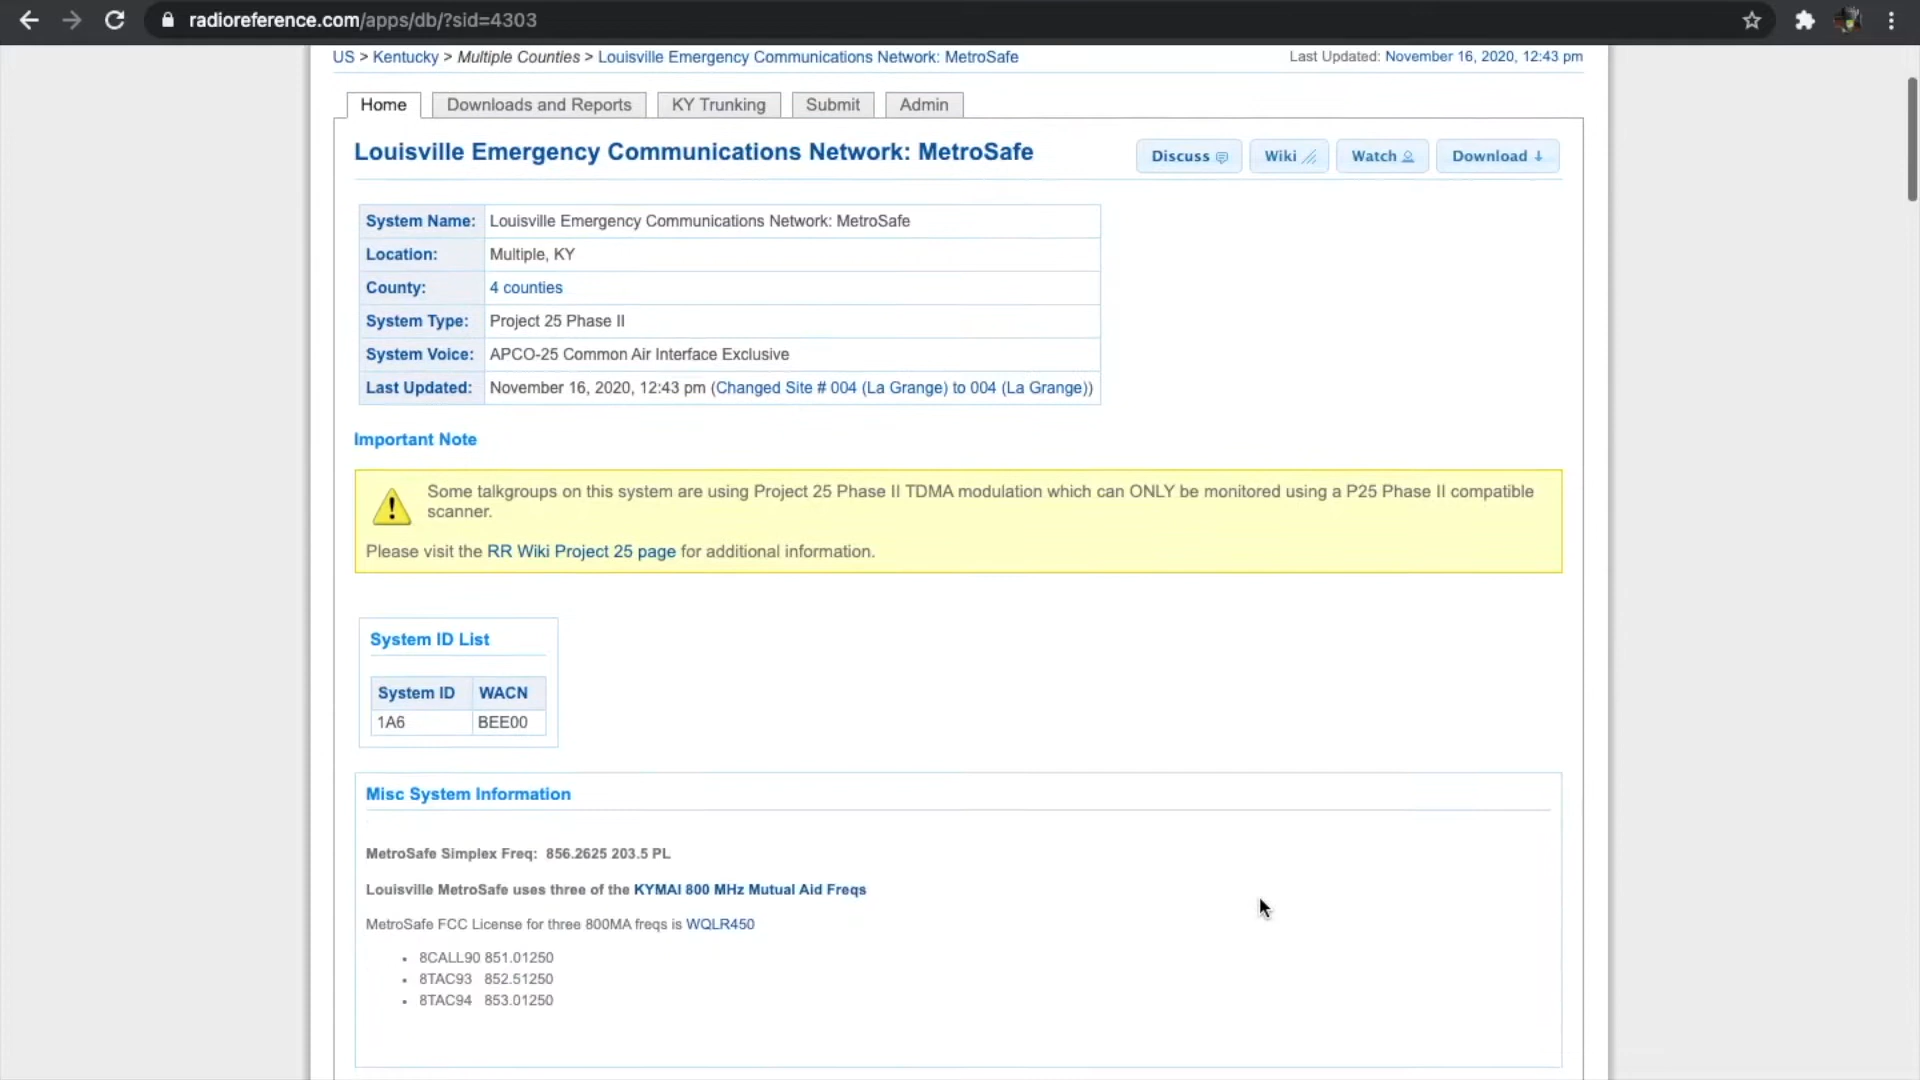 radioreference.com/apps/db/?sid=4303
US > Kentucky > Multiple Counties > Louisville Emergency Communications Network: MetroSafe
Last Updated: November 16, 2020, 12:43 pm
Home
Downloads and Reports
KY Trunking
Submit
Admin
Louisville Emergency Communications Network: MetroSafe
Discuss
Wiki
Watch
Download
System Name: Louisville Emergency Communications Network: MetroSafe
Location: Multiple, KY
County: 4 counties
System Type: Project 25 Phase II
System Voice: APCO-25 Common Air Interface Exclusive
Last Updated: November 16, 2020, 12:43 pm (Changed Site # 004 (La Grange) to 004 (La Grange))
Important Note
Some talkgroups on this system are using Project 25 Phase II TDMA modulation which can ONLY be monitored using a P25 Phase II compatible
scanner.
Please visit the RR Wiki Project 25 page for additional information.
System ID List
System ID WACN
1A6 BEE00
Misc System Information
MetroSafe Simplex Freq: 856.2625 203.5 PL
Louisville MetroSafe uses three of the KYMAI 800 MHz Mutual Aid Freqs
MetroSafe FCC License for three 800MA freqs is WQLR450
• 8CALL90 851.01250
• 8TAC93 852.51250
• 8TAC94 853.01250